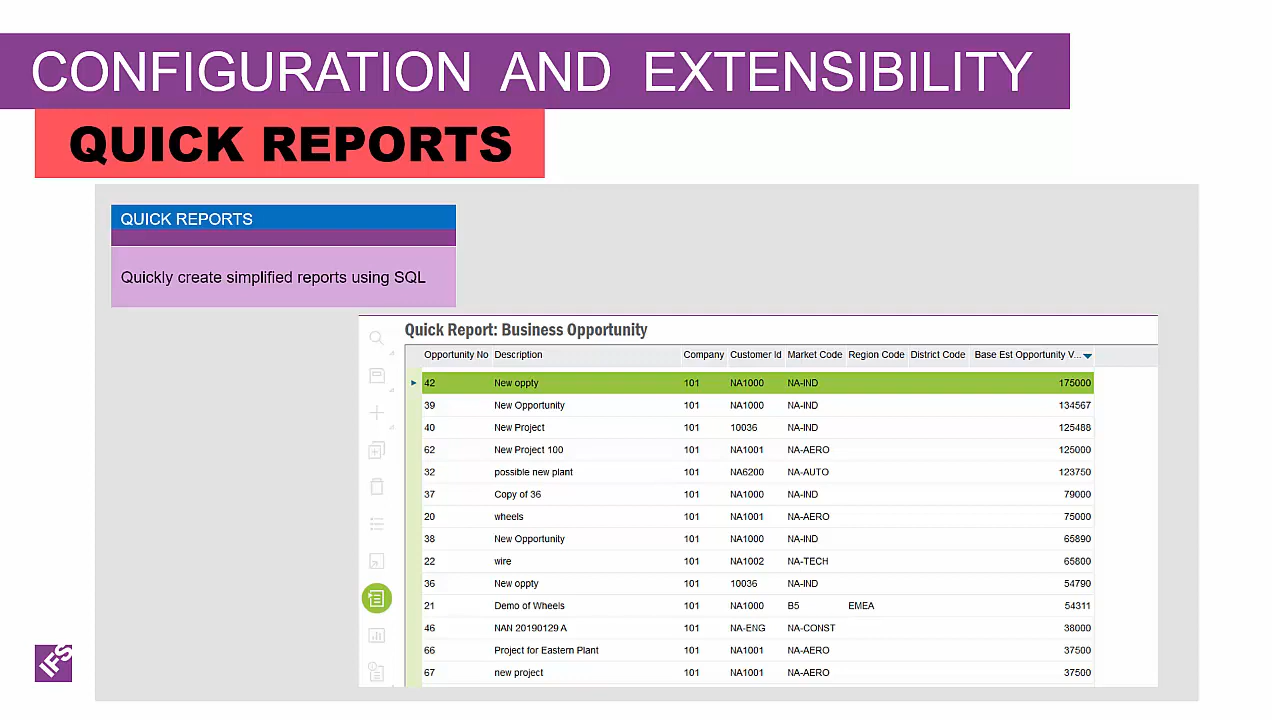 CONFIGURATION AND EXTENSIBILITY
QUICK REPORTS
QUICK REPORTS
Quickly create simplified reports using SQL
Quick Report: Business Opportunity
Opportunity No Description Company Customer Id Market Code Region Code District Code Base Est Opportunity V...
42 New oppty 101 NA1000 NA-IND 175000
39 New Opportunity 101 NA1000 NA-IND 134567
40 New Project 101 10036 NA-IND 125488
62 New Project 100 101 NA1001 NA-AERO 125000
32 possible new plant 101 NA6200 NA-AUTO 123750
37 Copy of 36 101 NA1000 NA-IND 79000
20 wheels 101 NA1001 NA-AERO 75000
38 New Opportunity 101 NA1000 NA-IND 65890
22 wire 101 NA1002 NA-TECH 65800
36 New oppty 101 10036 NA-IND 54790
21 Demo of Wheels 101 NA1000 B5 EMEA 54311
46 NAN 20190129 A 101 NA-ENG NA-CONST 38000
66 Project for Eastern Plant 101 NA1001 NA-AERO 37500
67 new project 101 NA1001 NA-AERO 37500
IFS